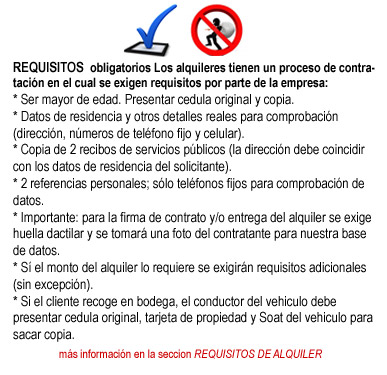 REQUISITOS obligatorios Los alquileres tienen un proceso de contra-
tación en el cual se exigen requisitos por parte de la empresa:
* Ser mayor de edad. Presentar cedula original y copia.
* Datos de residencia y otros detalles reales para comprobación
(dirección, números de teléfono fijo y celular).
* Copia de 2 recibos de servicios públicos (la dirección debe coincidir
con los datos de residencia del solicitante).
* 2 referencias personales; sólo teléfonos fijos para comprobación de
datos.
* Importante: para la firma de contrato y/o entrega del alquiler se exige
huella dactilar y se tomará una foto del contratante para nuestra base
de datos.
* Sí el monto del alquiler lo requiere se exigirán requisitos adicionales
(sin excepción).
* Si el cliente recoge en bodega, el conductor del vehiculo debe
presentar cedula original, tarjeta de propiedad y Soat del vehiculo para
sacar copia.
más información en la seccion REQUISITOS DE ALQUILER